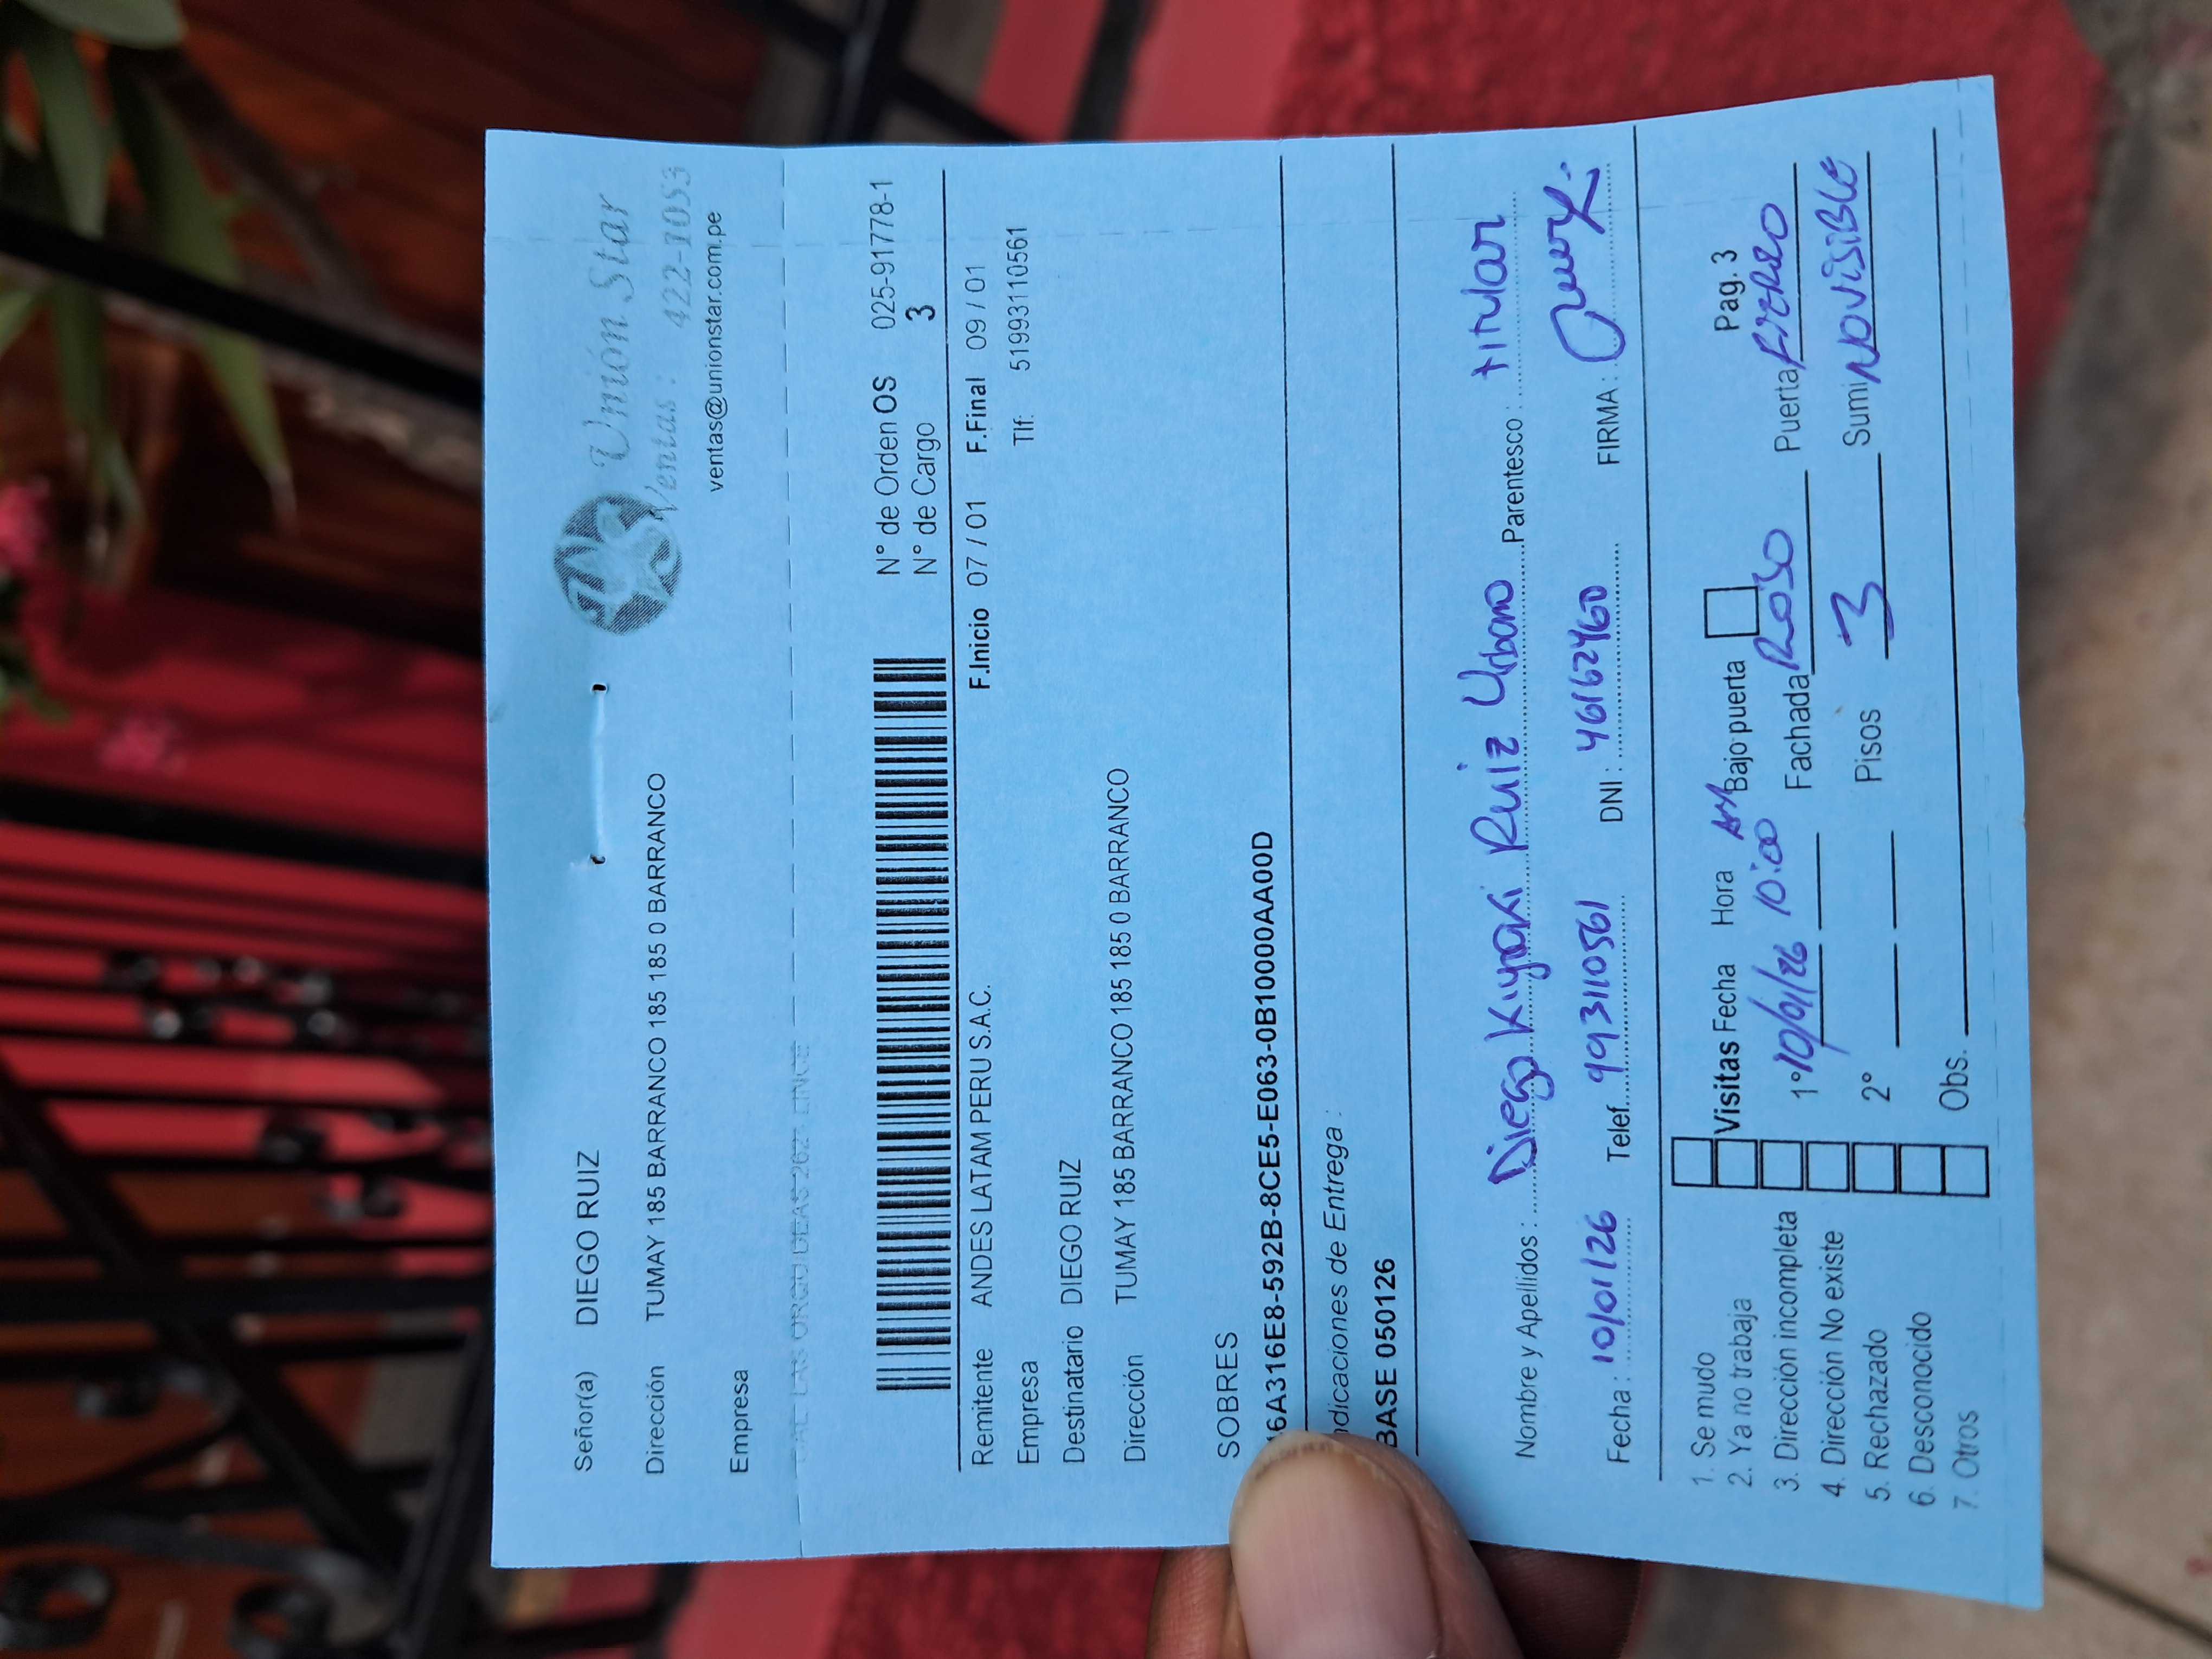 Señor(a) DIEGO RUIZ
Unión Star
Ventas : 422-1053
Dirección TUMAY 185 BARRANCO 185 185 0 BARRANCO
ventas@unionstar.com.pe
Empresa
N° de Orden OS 025-91778-1
N° de Cargo 3
Remitente ANDES LATAM PERU S.A.C.
F.Inicio 07 / 01 F.Final 09 / 01
Empresa
Tlf: 5199311056​1
Destinatario DIEGO RUIZ
Dirección TUMAY 185 BARRANCO 185 185 0 BARRANCO
SOBRES
16A316E8-592B-8CE5-E063-0B10000AA00D
ndicaciones de Entrega :
BASE 050126
Nombre y Apellidos : Diego Kiyoshi Ruiz Urbano Parentesco : titular
Fecha : 10/01/26 Telef. 993110561 DNI : 46162460 FIRMA :
1. Se mudo
2. Ya no trabaja
3. Dirección incompleta
4. Dirección No existe
5. Rechazado
6. Desconocido
7. Otros
Visitas Fecha Hora Bajo puerta Pag. 3
1° 10/01/26 10:00 AM Fachada ROJO Puerta FIERRO
2° Pisos 3 Sumi NO VISIBLE
Obs.